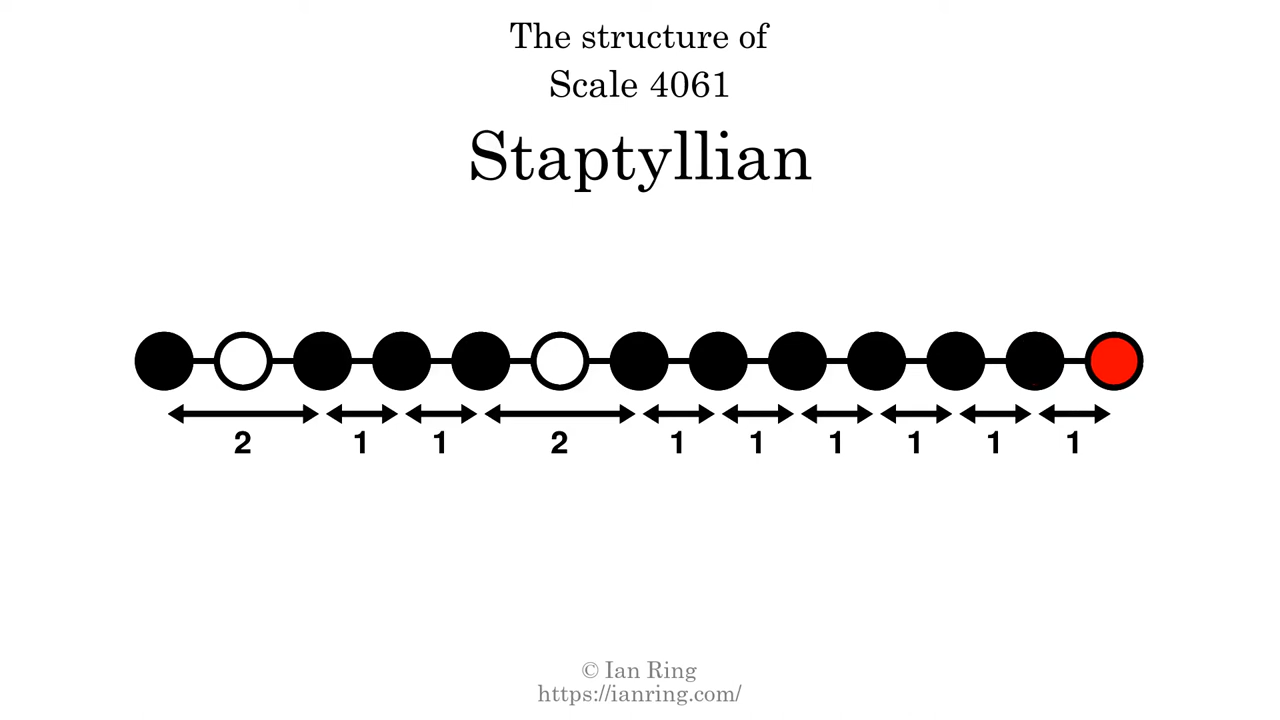 The structure of
Scale 4061
Staptyllian
2 1 1 2 1 1 1 1 1 1
© Ian Ring
https://ianring.com/